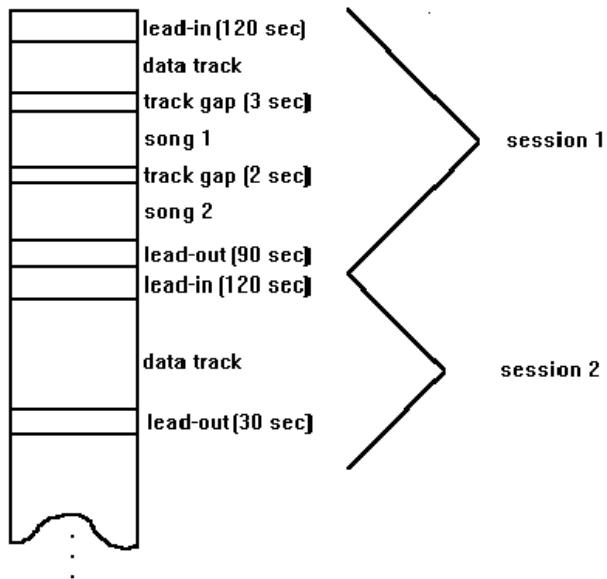 lead-in (120 sec)
data track
track gap (3 sec)
song 1
track gap (2 sec)
song 2
lead-out (90 sec)
lead-in (120 sec)
data track
lead-out (30 sec)
session 1
session 2